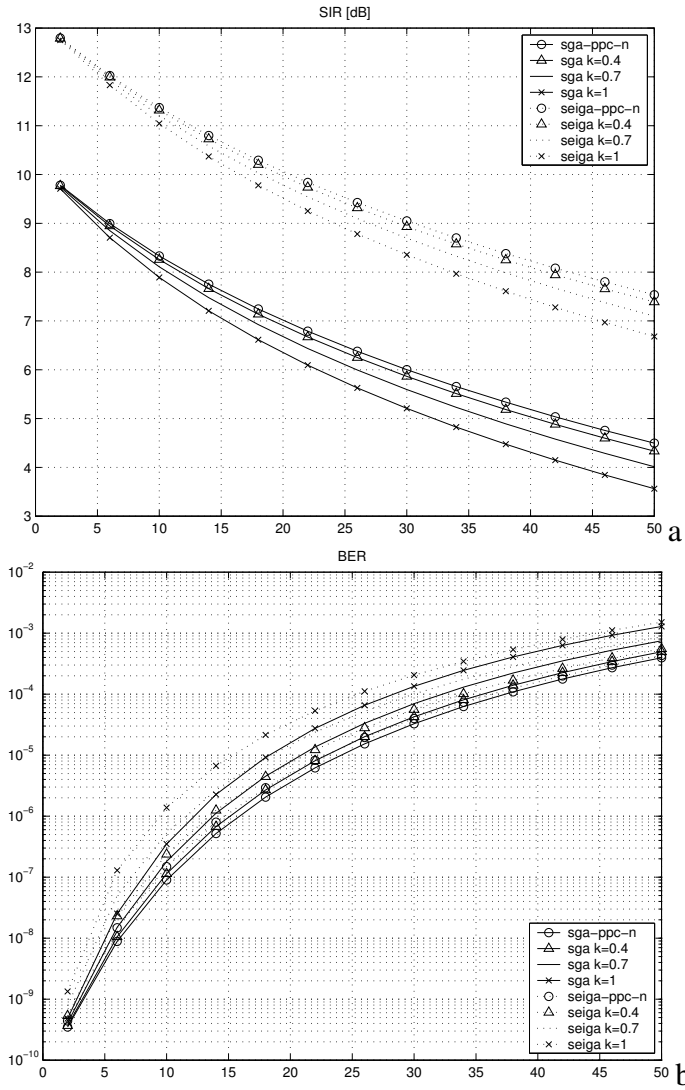 SIR [dB]
13
12
11
10
9
8
7
6
5
4
3
0 5 10 15 20 25 30 35 40 45 50
sga-ppc-n
sga k=0.4
sga k=0.7
sga k=1
seiga-ppc-n
seiga k=0.4
seiga k=0.7
seiga k=1
a
BER
10⁻²
10⁻³
10⁻⁴
10⁻⁵
10⁻⁶
10⁻⁷
10⁻⁸
10⁻⁹
10⁻¹⁰
0 5 10 15 20 25 30 35 40 45 50
sga-ppc-n
sga k=0.4
sga k=0.7
sga k=1
seiga-ppc-n
seiga k=0.4
seiga k=0.7
seiga k=1
b